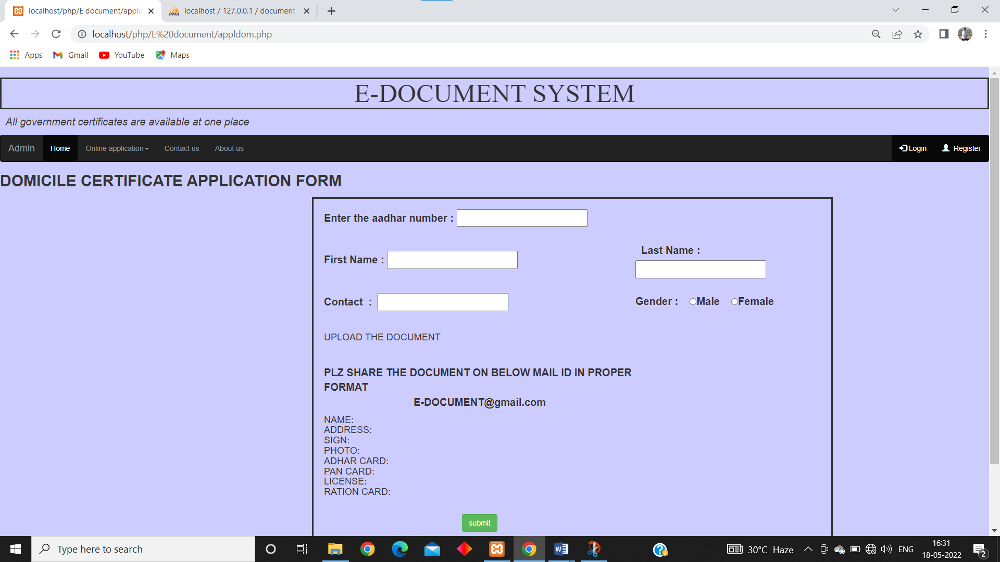 localhost/php/E document/appld
localhost / 127.0.0.1 / document
localhost/php/E%20document/appldom.php
Apps Gmail YouTube Maps
E-DOCUMENT SYSTEM
All government certificates are available at one place
Admin Home Online application Contact us About us Login Register
DOMICILE CERTIFICATE APPLICATION FORM
Enter the aadhar number :
First Name : Last Name :
Contact : Gender : Male Female
UPLOAD THE DOCUMENT
PLZ SHARE THE DOCUMENT ON BELOW MAIL ID IN PROPER
FORMAT
E-DOCUMENT@gmail.com
NAME:
ADDRESS:
SIGN:
PHOTO:
ADHAR CARD:
PAN CARD:
LICENSE:
RATION CARD:
submit
Type here to search
30°C Haze
ENG
16:31
18-05-2022
2